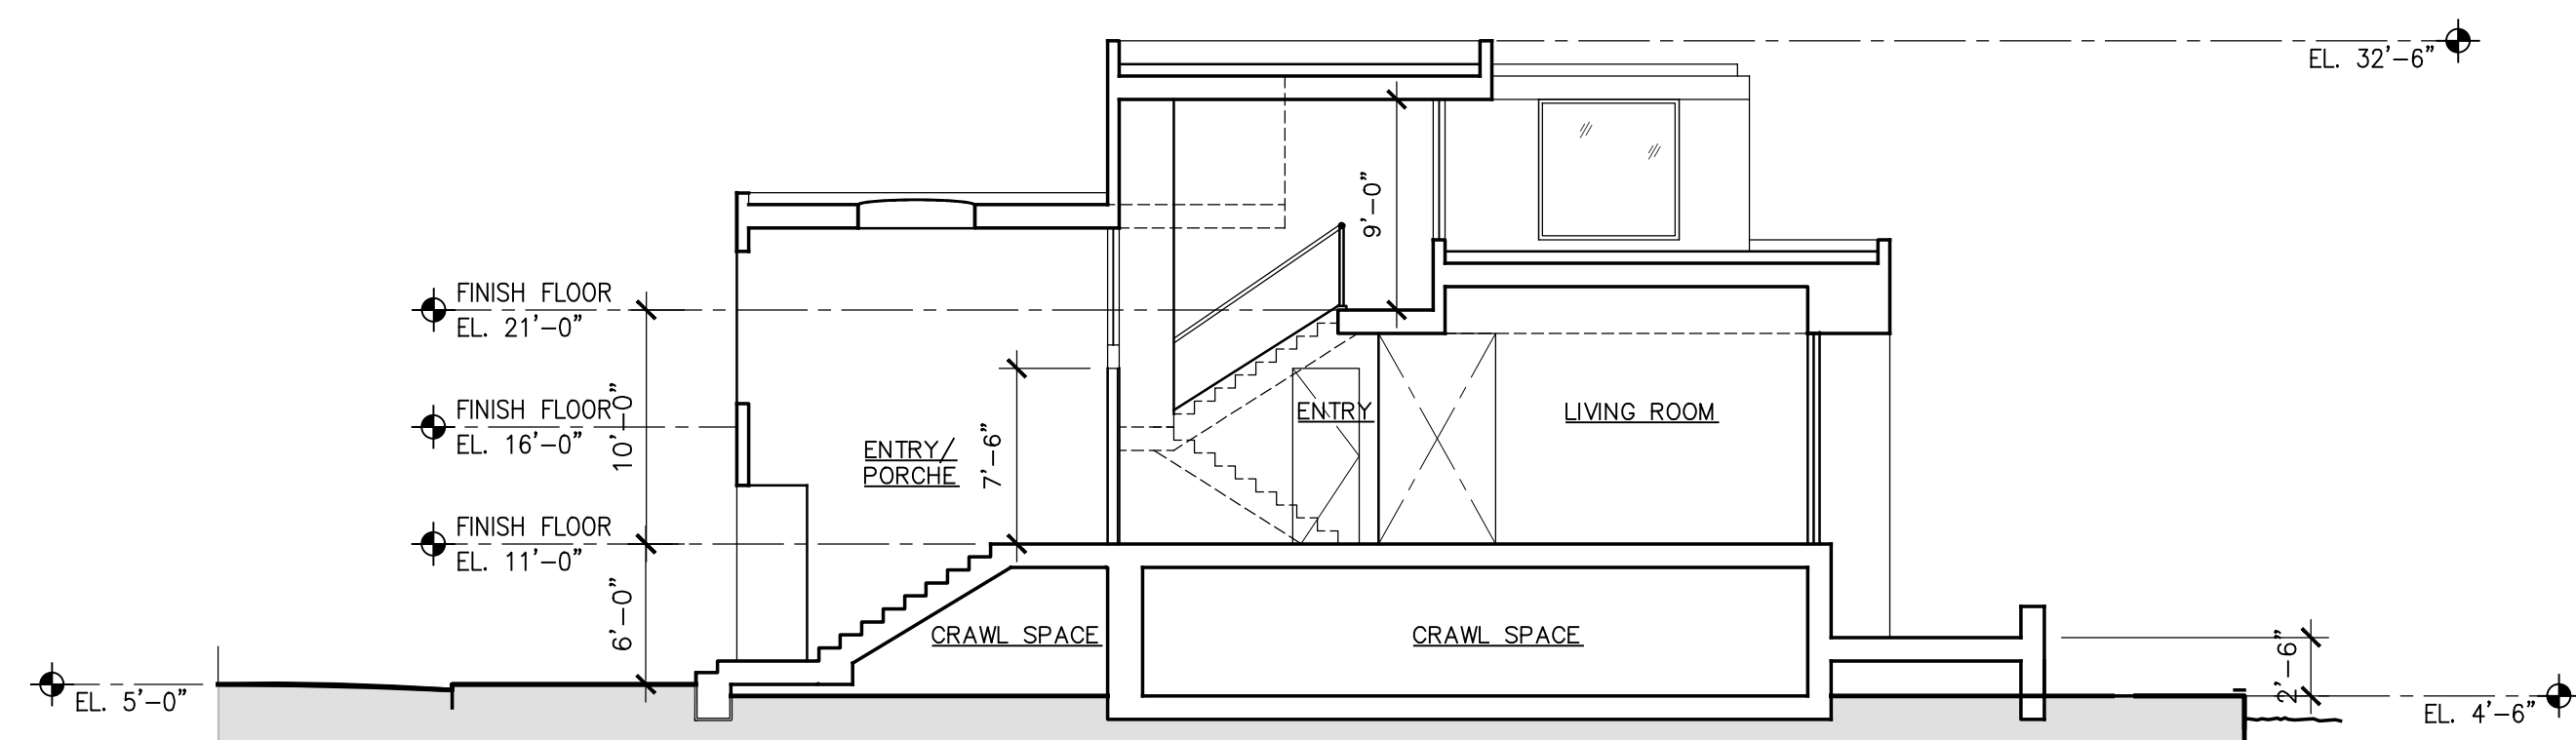 EL. 32'-6"
9'-0"
FINISH FLOOR
EL. 21'-0"
10'-0"
FINISH FLOOR
EL. 16'-0"
7'-6"
ENTRY
LIVING ROOM
ENTRY/
PORCHE
FINISH FLOOR
EL. 11'-0"
6'-0"
CRAWL SPACE
CRAWL SPACE
2'-6"
EL. 5'-0"
EL. 4'-6"